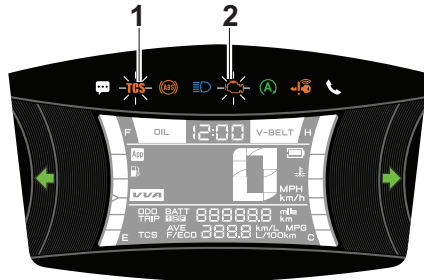 1 2
TCS (ABS) (A)
F OIL 12:00 V-BELT H
App
0
VVA MPH
km/h
ODO BATT 88888.8 mile
TRIP km
AVE 388.8 km/L MPG
TCS F/ECO L/100km
E C